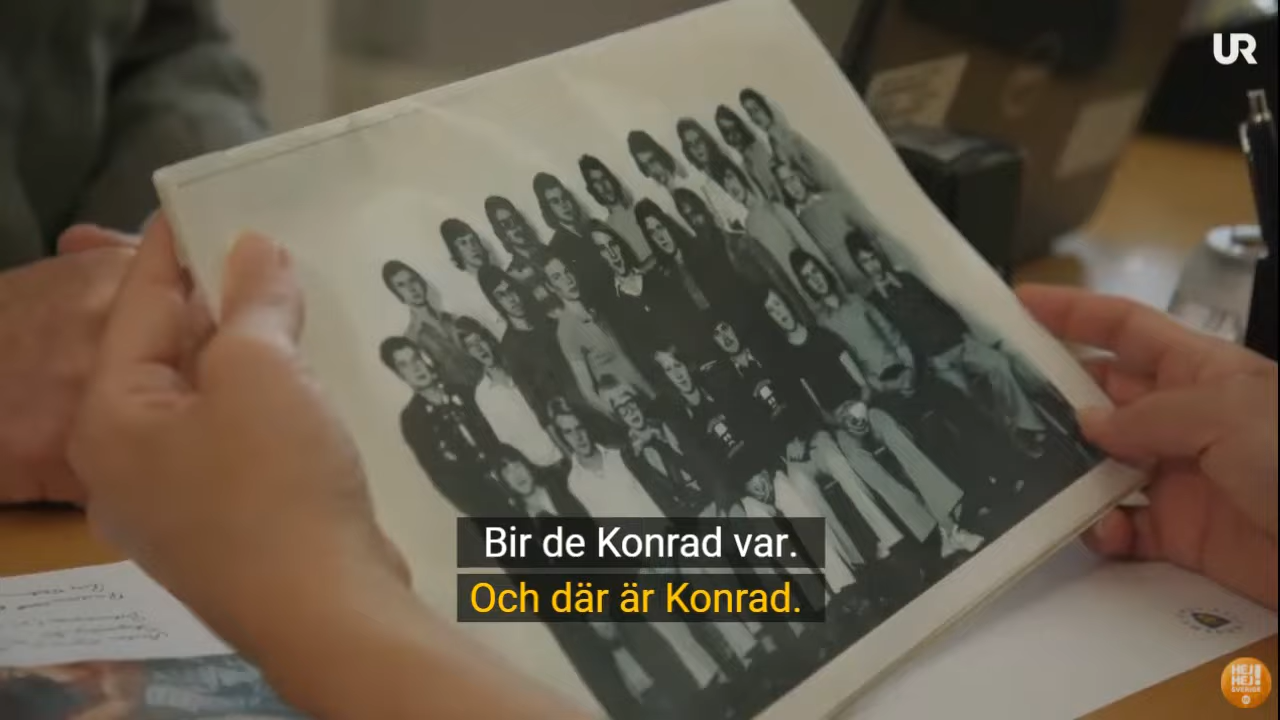 UR
Bir de Konrad var.
Och där är Konrad.
HEJ
HEJ!
SVERIGE